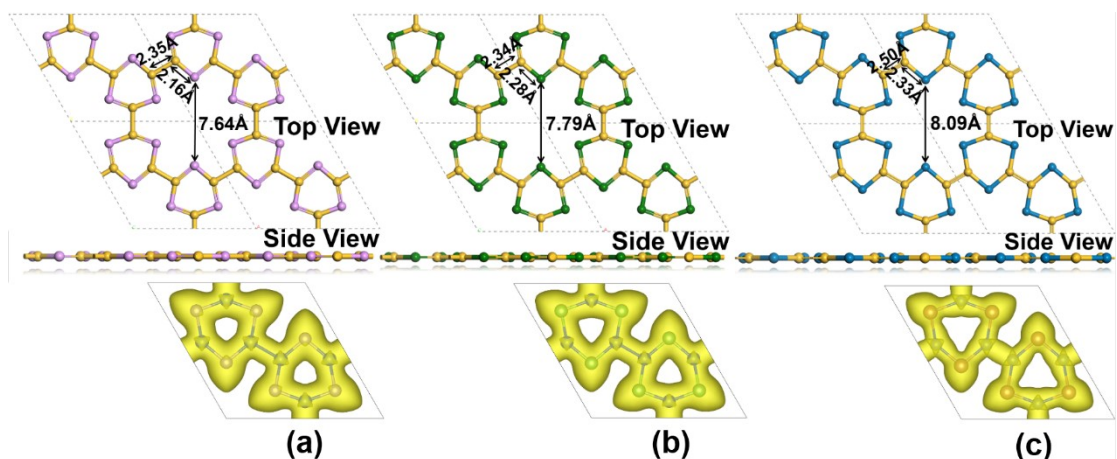 2.35Å
2.16Å
7.64Å
Top View
Side View
2.34Å
2.28Å
7.79Å
Top View
Side View
2.50Å
2.33Å
8.09Å
Top View
Side View
(a)
(b)
(c)